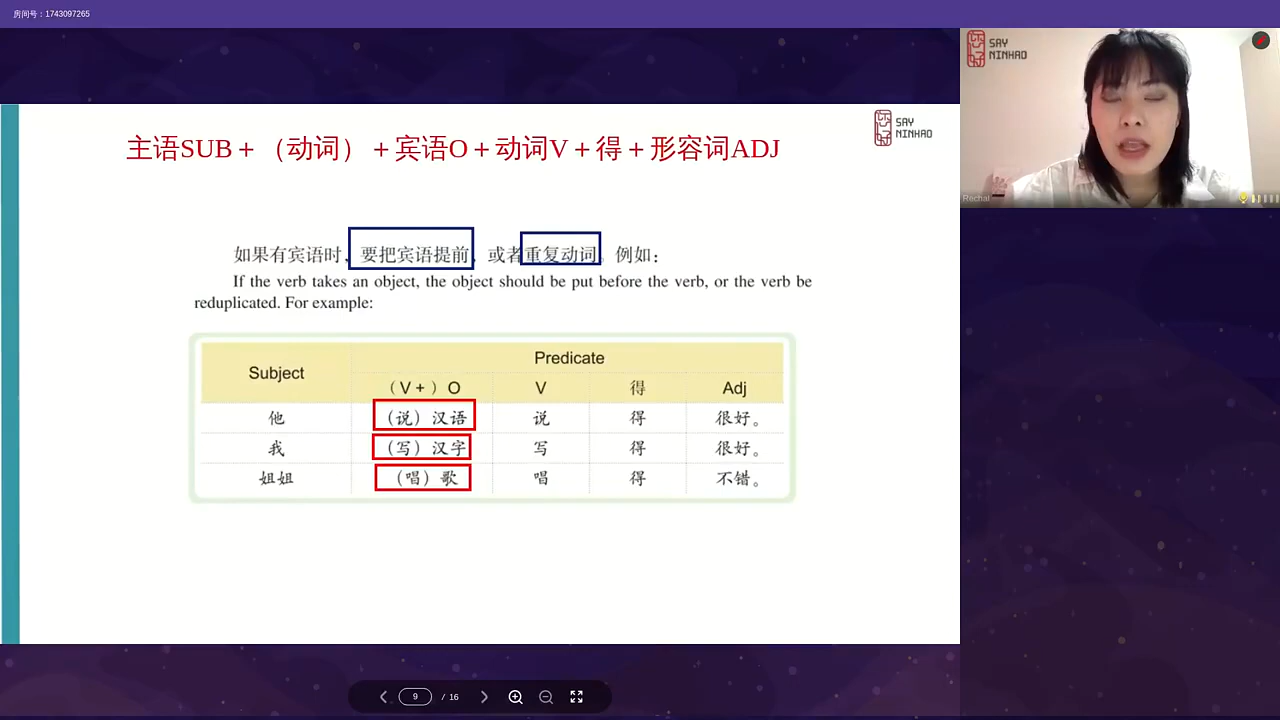 房间号：1743097265
SAY
NINHAO
Rechal
SAY
NINHAO
主语SUB＋（动词）＋宾语O＋动词V＋得＋形容词ADJ
如果有宾语时，要把宾语提前，或者重复动词。例如：
If the verb takes an object, the object should be put before the verb, or the verb be
reduplicated. For example:
Subject Predicate
（V + ）O V 得 Adj
他 （说）汉语 说 得 很好。
我 （写）汉字 写 得 很好。
姐姐 （唱）歌 唱 得 不错。
9 / 16